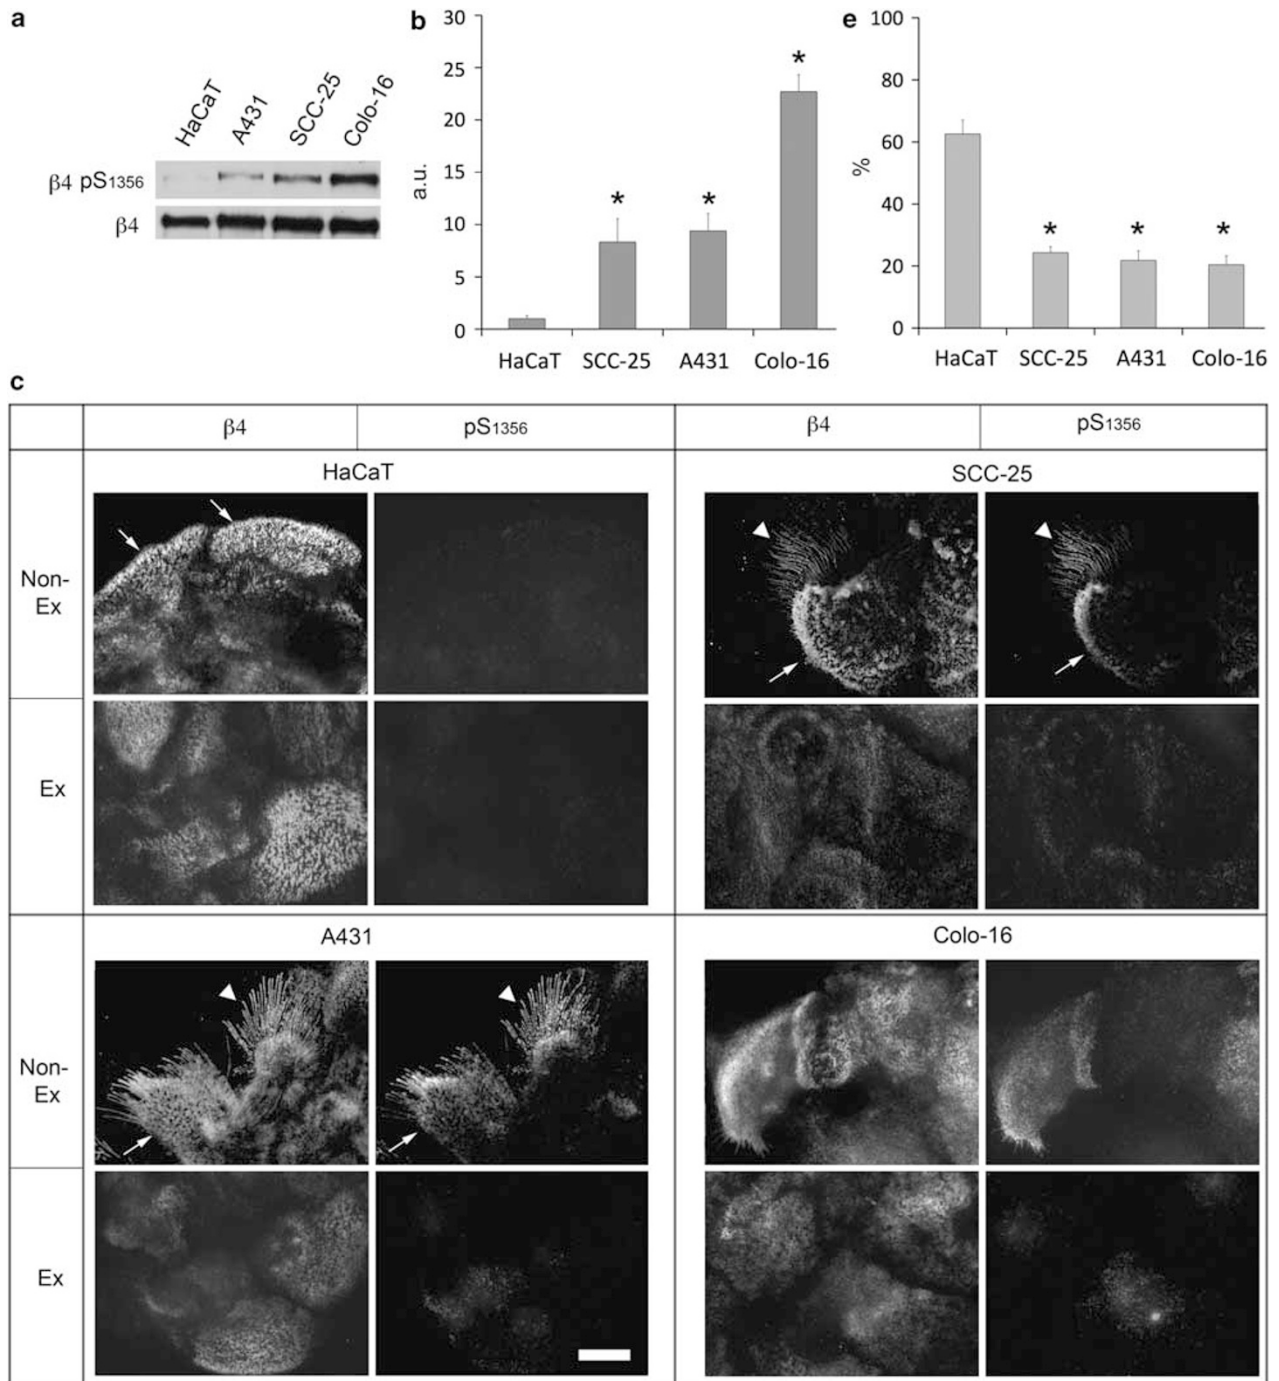 a
HaCaT
A431
SCC-25
Colo-16
β4 pS1356
β4
b
30
25
20
15
10
5
0
a.u.
*
*
*
HaCaT
SCC-25
A431
Colo-16
e
100
80
60
40
20
0
%
*
*
*
HaCaT
SCC-25
A431
Colo-16
c
β4
pS1356
β4
pS1356
HaCaT
SCC-25
Non-
Ex
Ex
A431
Colo-16
Non-
Ex
Ex